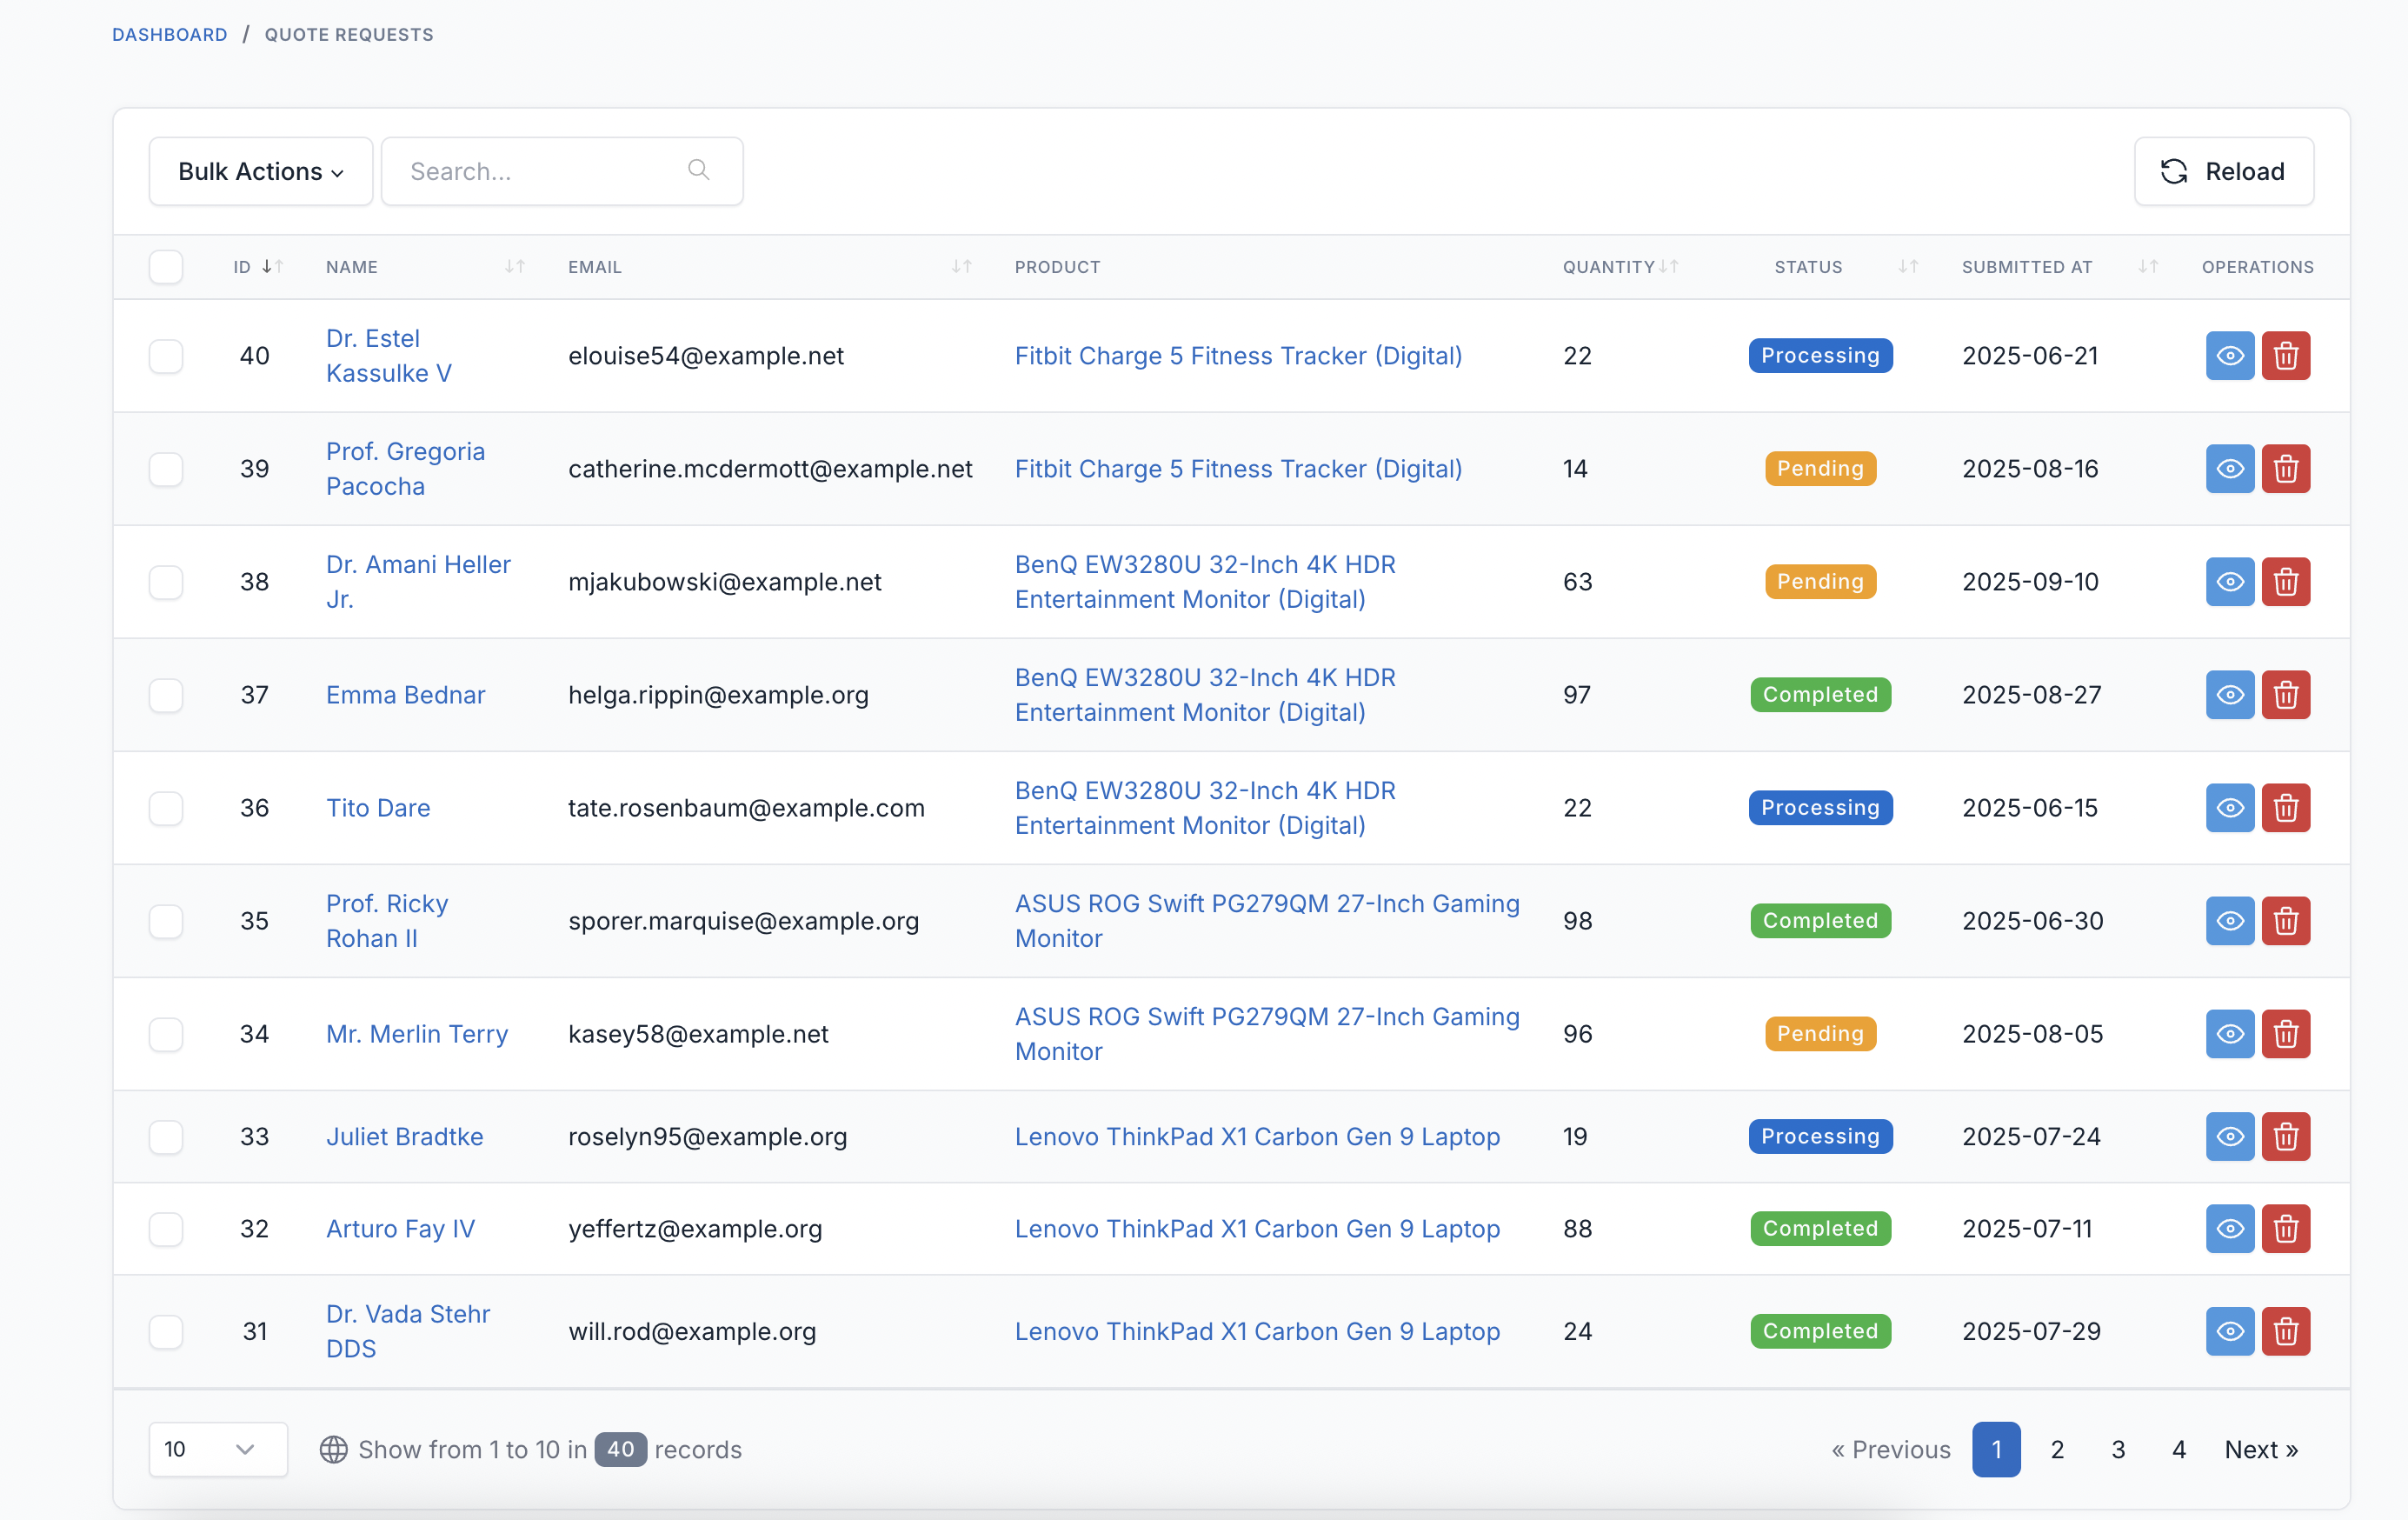 DASHBOARD / QUOTE REQUESTS
Bulk Actions Search... Reload
ID NAME EMAIL PRODUCT QUANTITY STATUS SUBMITTED AT OPERATIONS
40 Dr. Estel Kassulke V elouise54@example.net Fitbit Charge 5 Fitness Tracker (Digital) 22 Processing 2025-06-21
39 Prof. Gregoria Pacocha catherine.mcdermott@example.net Fitbit Charge 5 Fitness Tracker (Digital) 14 Pending 2025-08-16
38 Dr. Amani Heller Jr. mjakubowski@example.net BenQ EW3280U 32-Inch 4K HDR Entertainment Monitor (Digital) 63 Pending 2025-09-10
37 Emma Bednar helga.rippin@example.org BenQ EW3280U 32-Inch 4K HDR Entertainment Monitor (Digital) 97 Completed 2025-08-27
36 Tito Dare tate.rosenbaum@example.com BenQ EW3280U 32-Inch 4K HDR Entertainment Monitor (Digital) 22 Processing 2025-06-15
35 Prof. Ricky Rohan II sporer.marquise@example.org ASUS ROG Swift PG279QM 27-Inch Gaming Monitor 98 Completed 2025-06-30
34 Mr. Merlin Terry kasey58@example.net ASUS ROG Swift PG279QM 27-Inch Gaming Monitor 96 Pending 2025-08-05
33 Juliet Bradtke roselyn95@example.org Lenovo ThinkPad X1 Carbon Gen 9 Laptop 19 Processing 2025-07-24
32 Arturo Fay IV yeffertz@example.org Lenovo ThinkPad X1 Carbon Gen 9 Laptop 88 Completed 2025-07-11
31 Dr. Vada Stehr DDS will.rod@example.org Lenovo ThinkPad X1 Carbon Gen 9 Laptop 24 Completed 2025-07-29
10 Show from 1 to 10 in 40 records « Previous 1 2 3 4 Next »